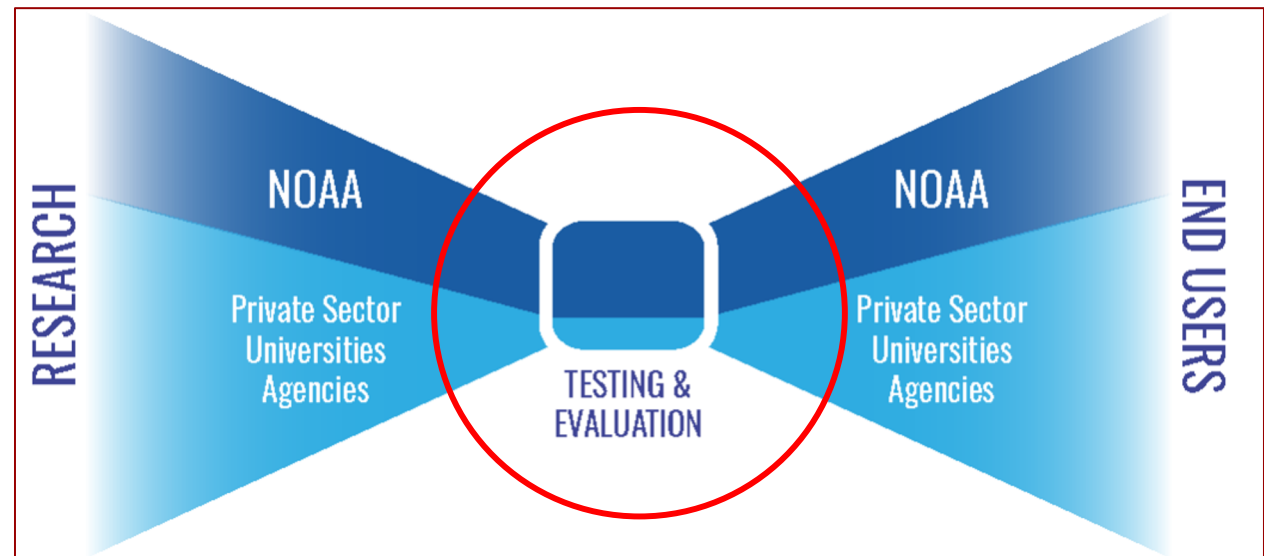 RESEARCH
NOAA
Private Sector
Universities
Agencies
TESTING &
EVALUATION
NOAA
Private Sector
Universities
Agencies
END USERS